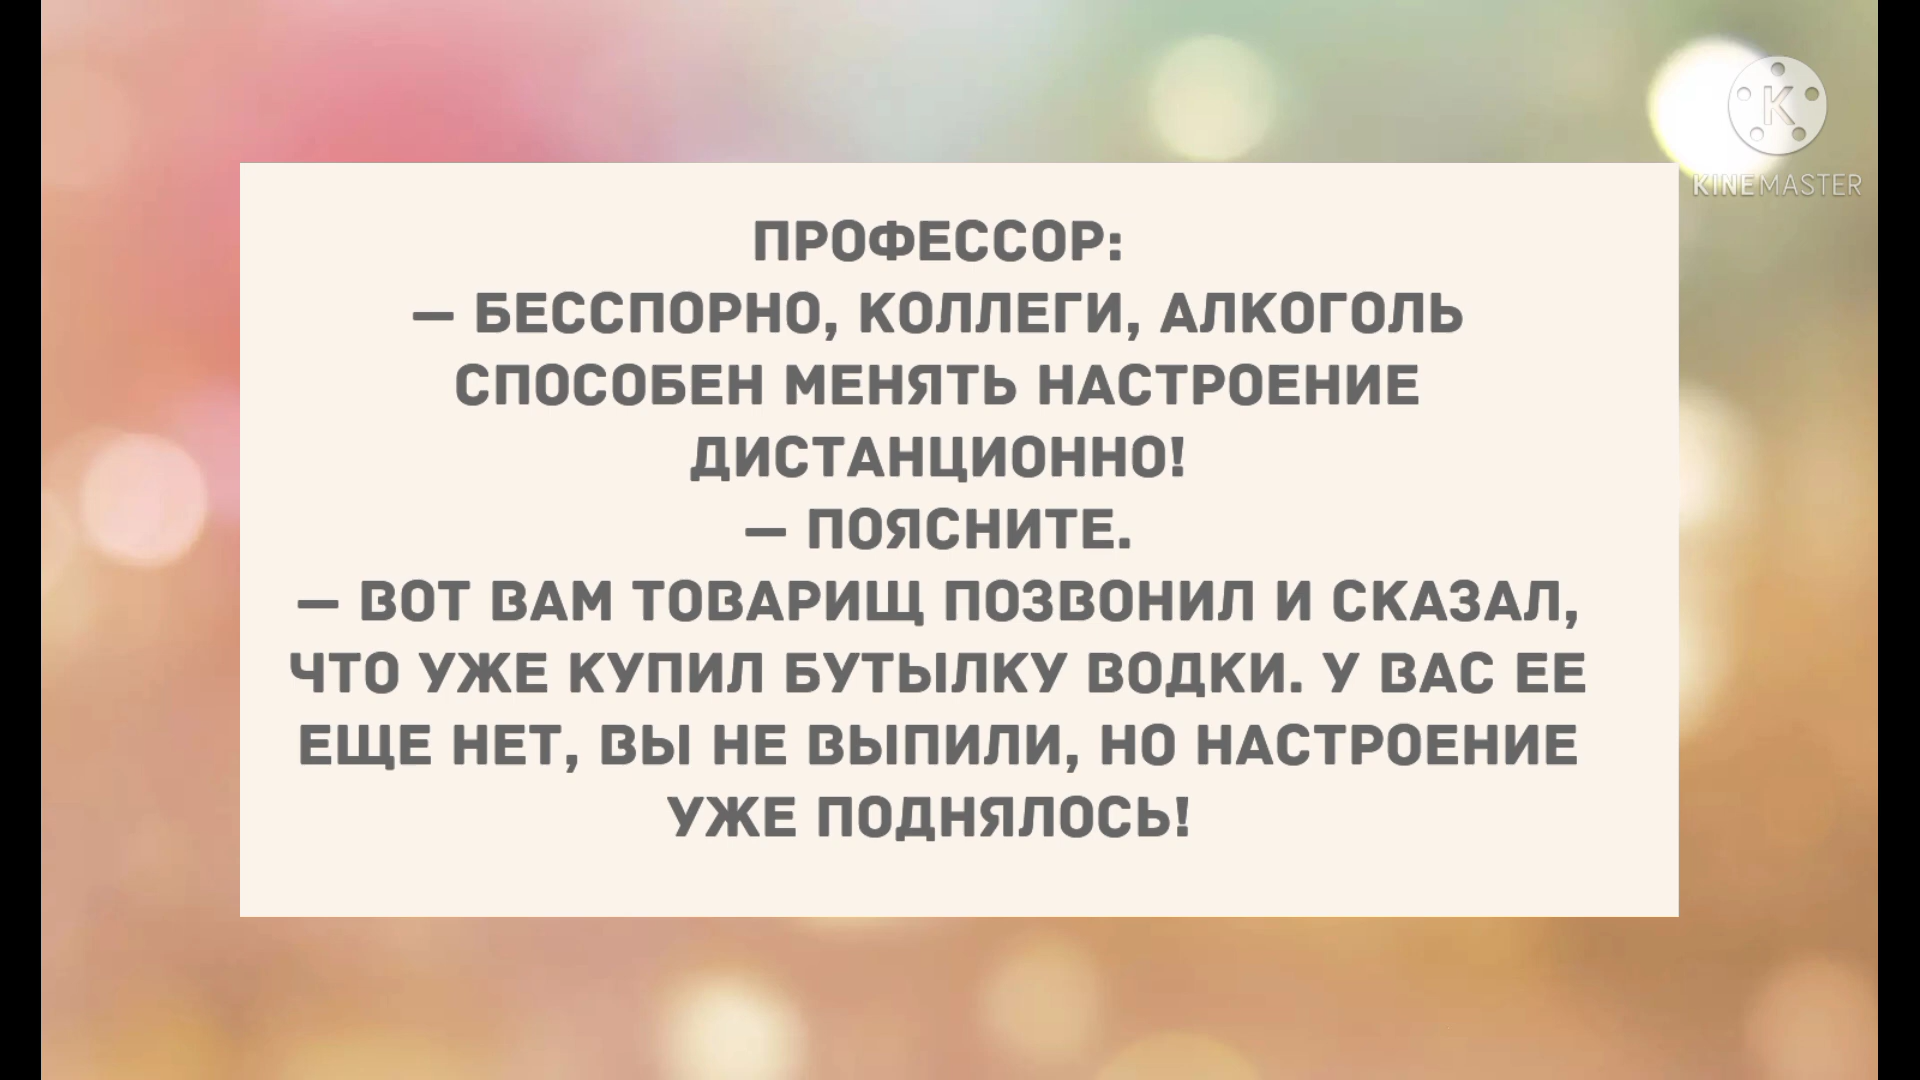 ПРОФЕССОР:
— БЕССПОРНО, КОЛЛЕГИ, АЛКОГОЛЬ
СПОСОБЕН МЕНЯТЬ НАСТРОЕНИЕ
ДИСТАНЦИОННО!
— ПОЯСНИТЕ.
— ВОТ ВАМ ТОВАРИЩ ПОЗВОНИЛ И СКАЗАЛ,
ЧТО УЖЕ КУПИЛ БУТЫЛКУ ВОДКИ. У ВАС ЕЕ
ЕЩЕ НЕТ, ВЫ НЕ ВЫПИЛИ, НО НАСТРОЕНИЕ
УЖЕ ПОДНЯЛОСЬ!
K
KINEMASTER